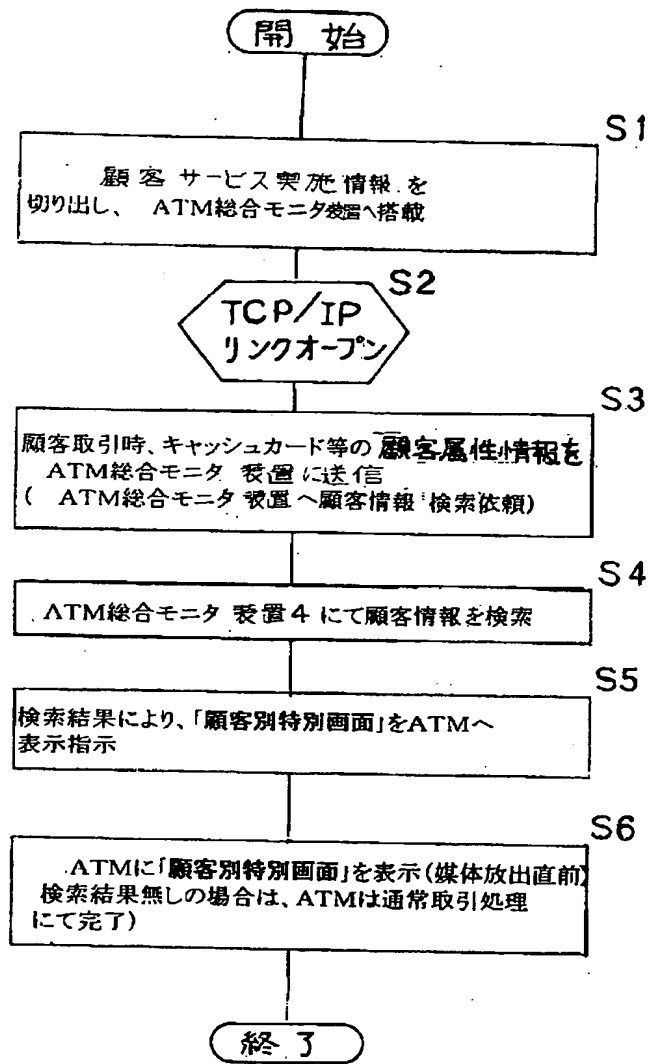 開始
S1
顧客サービス実施情報を
切り出し、ATM総合モニタ装置へ搭載
S2
TCP/IP
リンクオープン
S3
顧客取引時、キャッシュカード等の顧客属性情報を
ATM総合モニタ装置に送信
(ATM総合モニタ装置へ顧客情報検索依頼)
S4
ATM総合モニタ装置4にて顧客情報を検索
S5
検索結果により、「顧客別特別画面」をATMへ
表示指示
S6
ATMに「顧客別特別画面」を表示(媒体放出直前)
検索結果無しの場合は、ATMは通常取引処理
にて完了)
終了